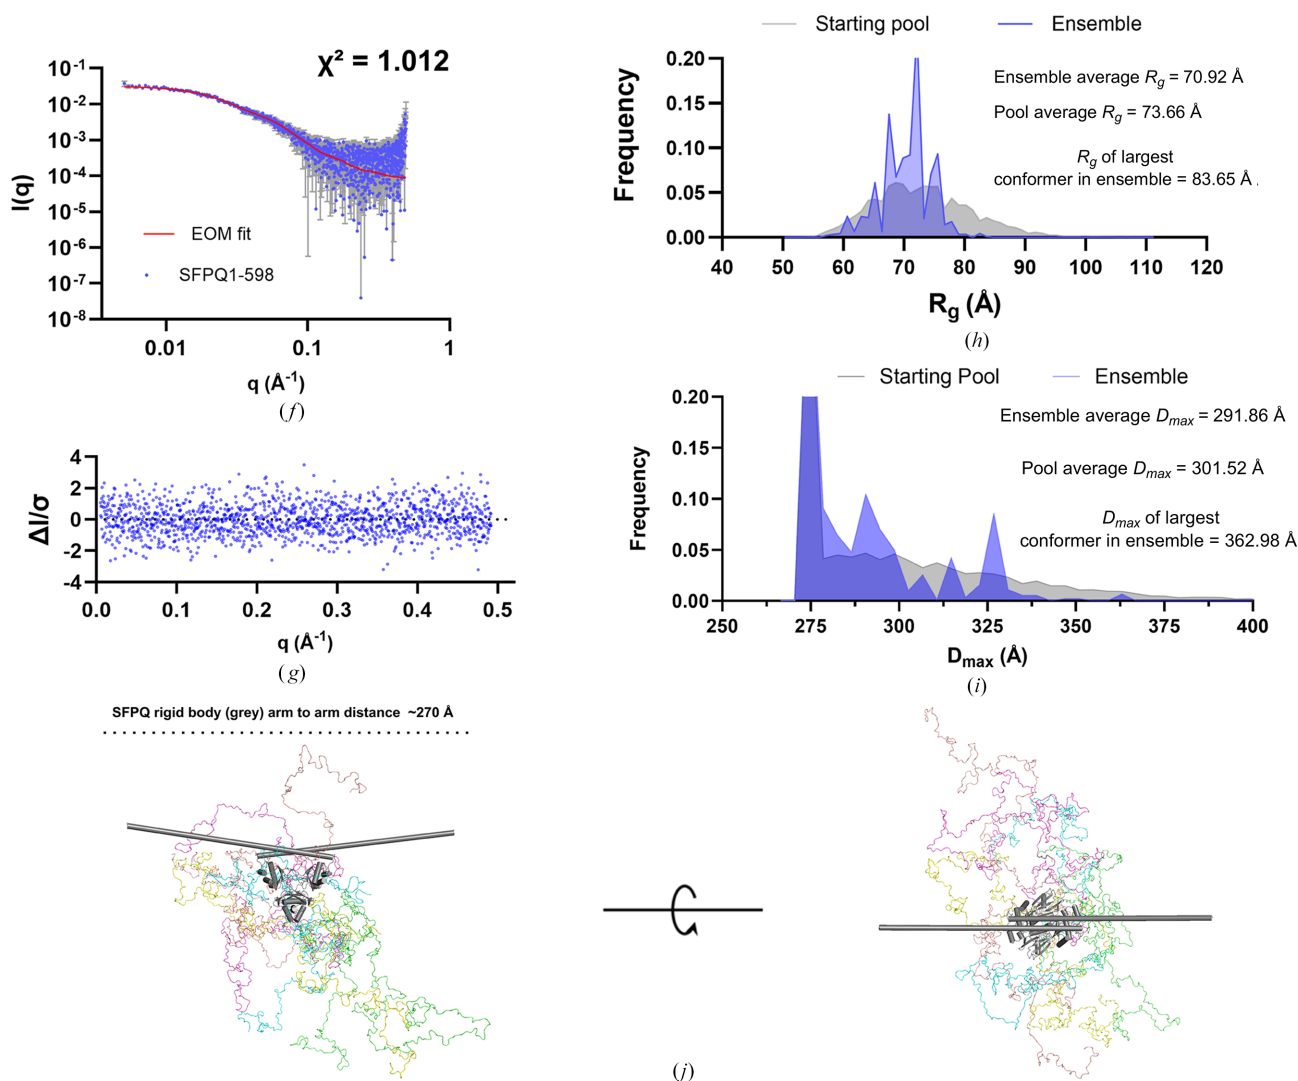 χ² = 1.012
10⁻¹
10⁻²
10⁻³
10⁻⁴
10⁻⁵
10⁻⁶
10⁻⁷
10⁻⁸
I(q)
EOM fit
SFPQ1-598
0.01 0.1 1
q (Å⁻¹)
(f)
4
2
0
-2
-4
ΔI/σ
0.0 0.1 0.2 0.3 0.4 0.5
q (Å⁻¹)
(g)
Starting pool Ensemble
0.20
0.15
0.10
0.05
0.00
Frequency
Ensemble average Rg = 70.92 Å
Pool average Rg = 73.66 Å
Rg of largest
conformer in ensemble = 83.65 Å .
40 50 60 70 80 90 100 110 120
Rg (Å)
(h)
Starting Pool Ensemble
0.20
0.15
0.10
0.05
0.00
Frequency
Ensemble average Dmax = 291.86 Å
Pool average Dmax = 301.52 Å
Dmax of largest
conformer in ensemble = 362.98 Å
250 275 300 325 350 375 400
Dmax (Å)
(i)
SFPQ rigid body (grey) arm to arm distance ~270 Å
(j)